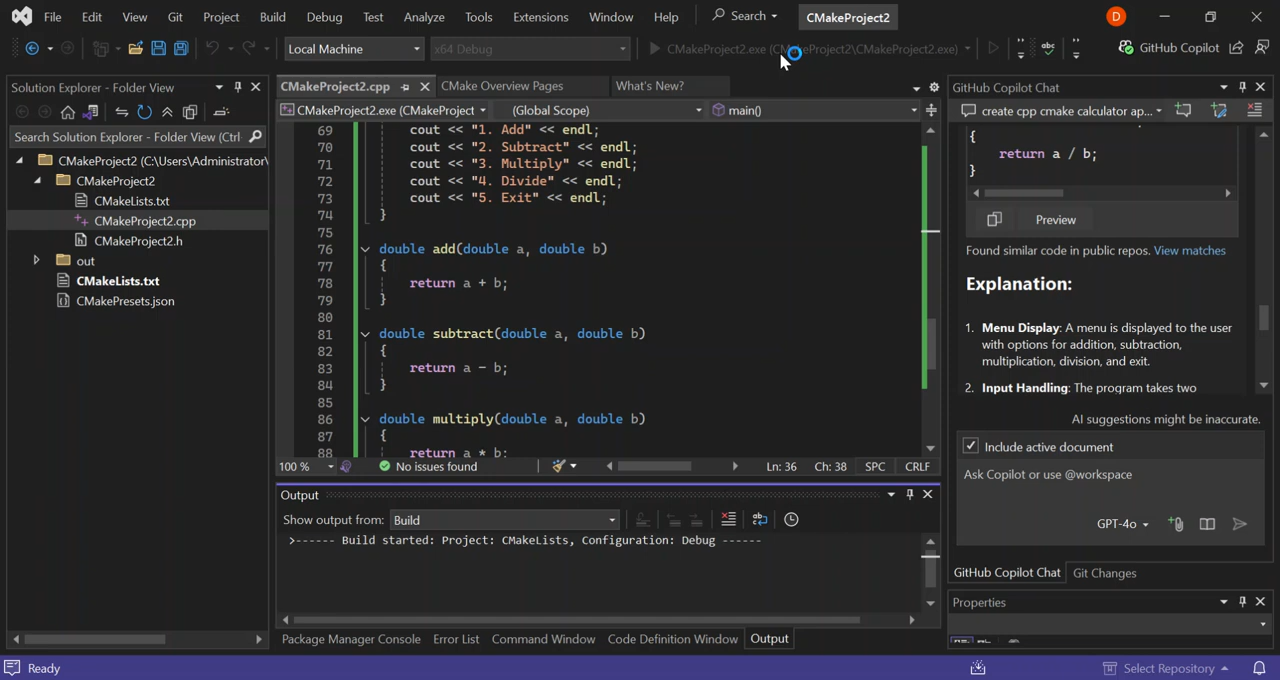 File Edit View Git Project Build Debug Test Analyze Tools Extensions Window Help Search CMakeProject2 D
Local Machine x64 Debug CMakeProject2.exe (CMakeProject2\CMakeProject2.exe) GitHub Copilot
Solution Explorer - Folder View
Search Solution Explorer - Folder View (Ctrl-
CMakeProject2 (C:\Users\Administrator\
CMakeProject2
CMakeLists.txt
CMakeProject2.cpp
CMakeProject2.h
out
CMakeLists.txt
CMakePresets.json
CMakeProject2.cpp CMake Overview Pages What's New?
CMakeProject2.exe (CMakeProject (Global Scope) main()
69 cout << "1. Add" << endl;
70 cout << "2. Subtract" << endl;
71 cout << "3. Multiply" << endl;
72 cout << "4. Divide" << endl;
73 cout << "5. Exit" << endl;
74 }
75
76 double add(double a, double b)
77 {
78 return a + b;
79 }
80
81 double subtract(double a, double b)
82 {
83 return a - b;
84 }
85
86 double multiply(double a, double b)
87 {
88 return a * b;
100 % No issues found Ln: 36 Ch: 38 SPC CRLF
Output
Show output from: Build
>------ Build started: Project: CMakeLists, Configuration: Debug ------
Package Manager Console Error List Command Window Code Definition Window Output
GitHub Copilot Chat
create cpp cmake calculator ap...
{
return a / b;
}
Preview
Found similar code in public repos. View matches
Explanation:
1. Menu Display: A menu is displayed to the user
with options for addition, subtraction,
multiplication, division, and exit.
2. Input Handling: The program takes two
AI suggestions might be inaccurate.
Include active document
Ask Copilot or use @workspace
GPT-4o
GitHub Copilot Chat Git Changes
Properties
Ready Select Repository